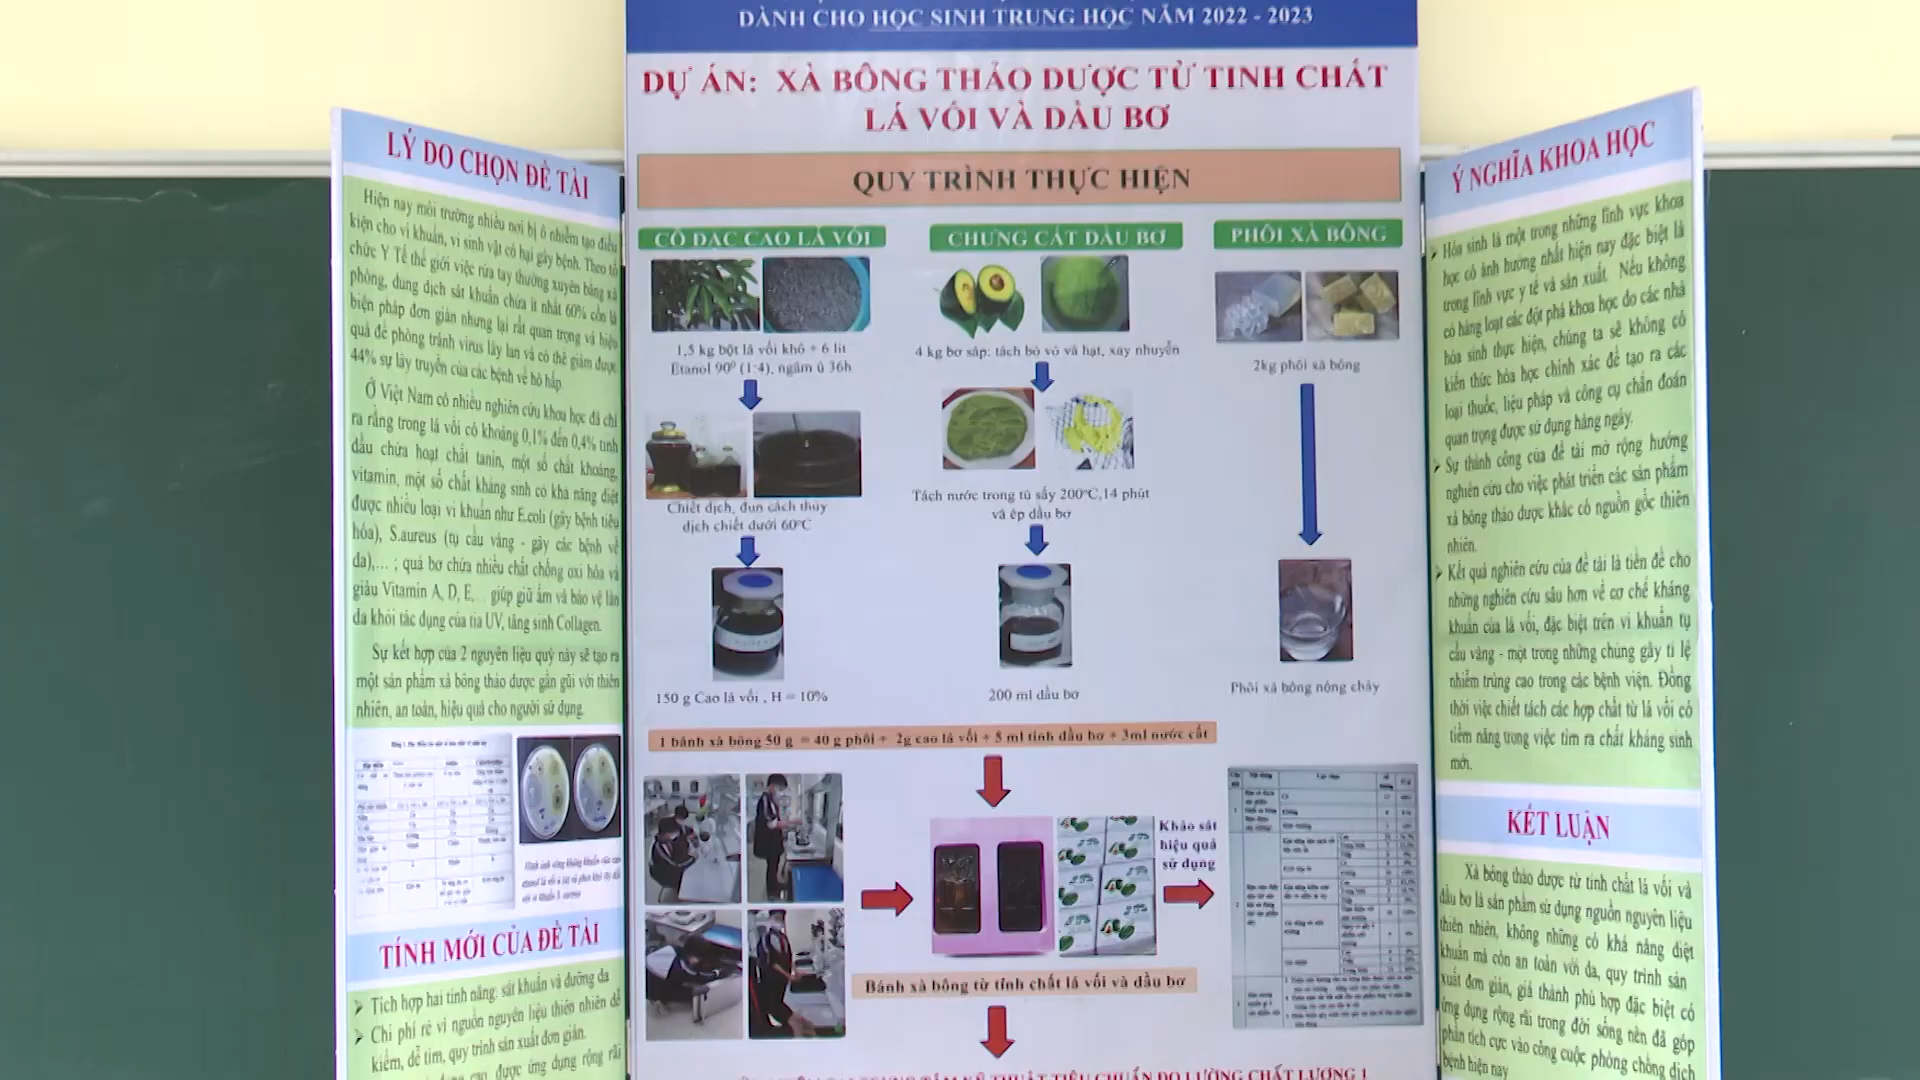 DÀNH CHO HỌC SINH TRUNG HỌC NĂM 2022 - 2023
DỰ ÁN: XÀ BÔNG THẢO DƯỢC TỪ TINH CHẤT
LÁ VỐI VÀ DẦU BƠ
QUY TRÌNH THỰC HIỆN
LÝ DO CHỌN ĐỀ TÀI
Hiện nay môi trường nhiều nơi bị ô nhiễm tạo điều
kiện cho vi khuẩn, vi sinh vật có hại gây bệnh. Theo tổ
chức Y Tế thế giới việc rửa tay thường xuyên bằng xà
phòng, dung dịch sát khuẩn chứa ít nhất 60% cồn là
biện pháp đơn giản nhưng lại rất quan trọng và hiệu
quả để phòng tránh virus lây lan và có thể giảm được
44% sự lây truyền của các bệnh về hô hấp.
Ở Việt Nam có nhiều nghiên cứu khoa học đã chỉ
ra rằng trong lá vối có khoảng 0,1% đến 0,4% tinh
dầu chứa hoạt chất tanin, một số chất khoáng,
vitamin, một số chất kháng sinh có khả năng diệt
được nhiều loại vi khuẩn như E.coli (gây bệnh tiêu
hóa), S.aureus (tụ cầu vàng - gây các bệnh về
da),... ; quả bơ chứa nhiều chất chống oxi hóa và
giàu Vitamin A, D, E,... giúp giữ ẩm và bảo vệ làn
da khỏi tác dụng của tia UV, tăng sinh Collagen.
Sự kết hợp của 2 nguyên liệu quý này sẽ tạo ra
một sản phẩm xà bông thảo dược gần gũi với thiên
nhiên, an toàn, hiệu quả cho người sử dụng.
TÍNH MỚI CỦA ĐỀ TÀI
➢ Tích hợp hai tính năng: sát khuẩn và dưỡng da
➢ Chi phí rẻ vì nguồn nguyên liệu thiên nhiên dễ
kiếm, dễ tìm, quy trình sản xuất đơn giản.
cao, được ứng dụng rộng rãi
CÔ ĐẶC CAO LÁ VỐI
1,5 kg bột lá vối khô + 6 lít
Etanol 90⁰ (1:4), ngâm ủ 36h
Chiết dịch, đun cách thủy
dịch chiết dưới 60⁰C
150 g Cao lá vối , H = 10%
CHƯNG CẤT DẦU BƠ
4 kg bơ sáp: tách bỏ vỏ và hạt, xay nhuyễn
Tách nước trong tủ sấy 200⁰C,14 phút
và ép dầu bơ
200 ml dầu bơ
PHÔI XÀ BÔNG
2kg phôi xà bông
Phôi xà bông nóng chảy
1 bánh xà bông 50 g = 40 g phôi + 2g cao lá vối + 5 ml tinh dầu bơ + 3ml nước cất
Khảo sát
hiệu quả
sử dụng
Bánh xà bông từ tinh chất lá vối và dầu bơ
TRUNG TÂM KỸ THUẬT TIÊU CHUẨN ĐO LƯỜNG CHẤT LƯỢNG 1
Ý NGHĨA KHOA HỌC
➢ Hóa sinh là một trong những lĩnh vực khoa
học có ảnh hưởng nhất hiện nay đặc biệt là
trong lĩnh vực y tế và sản xuất. Nếu không
có hàng loạt các đột phá khoa học do các nhà
hóa sinh thực hiện, chúng ta sẽ không có
kiến thức hóa học chính xác để tạo ra các
loại thuốc, liệu pháp và công cụ chẩn đoán
quan trọng được sử dụng hàng ngày.
➢ Sự thành công của đề tài mở rộng hướng
nghiên cứu cho việc phát triển các sản phẩm
xà bông thảo dược khác có nguồn gốc thiên
nhiên.
➢ Kết quả nghiên cứu của đề tài là tiền đề cho
những nghiên cứu sâu hơn về cơ chế kháng
khuẩn của lá vối, đặc biệt trên vi khuẩn tụ
cầu vàng - một trong những chủng gây tỉ lệ
nhiễm trùng cao trong các bệnh viện. Đồng
thời việc chiết tách các hợp chất từ lá vối có
tiềm năng trong việc tìm ra chất kháng sinh
mới.
KẾT LUẬN
Xà bông thảo dược từ tinh chất lá vối và
dầu bơ là sản phẩm sử dụng nguồn nguyên liệu
thiên nhiên, không những có khả năng diệt
khuẩn mà còn an toàn với da, quy trình sản
xuất đơn giản, giá thành phù hợp đặc biệt có
ứng dụng rộng rãi trong đời sống nên đã góp
phần tích cực vào công cuộc phòng chống dịch
bệnh hiện nay